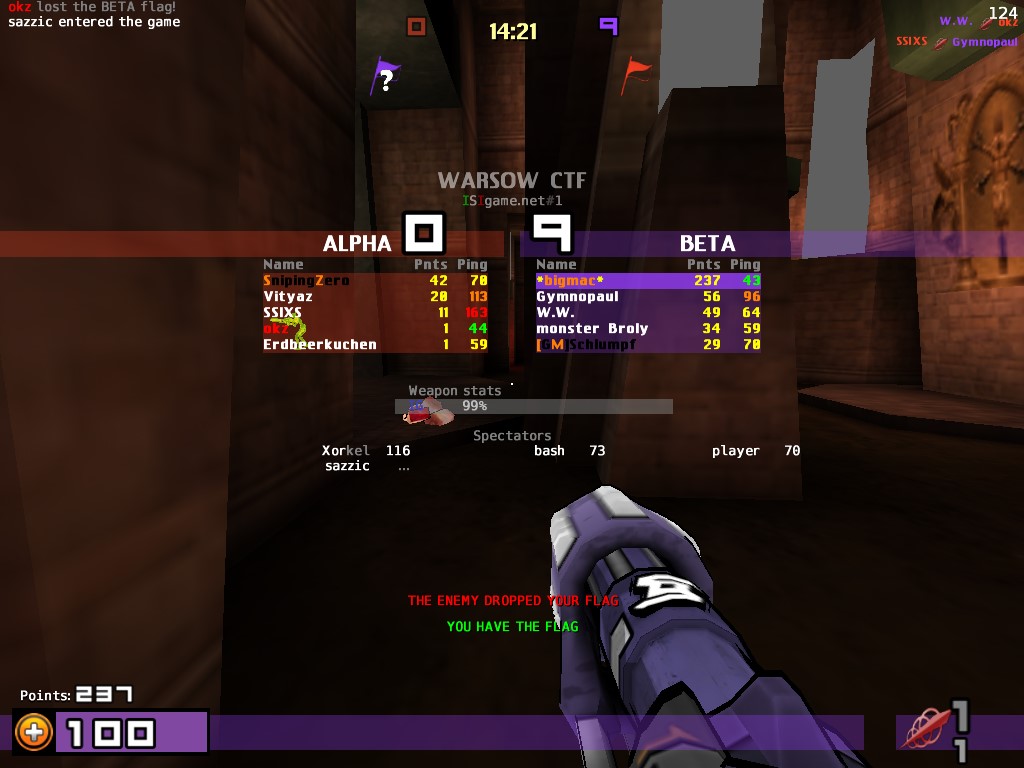 okz lost the BETA flag!
sazzic entered the game
0 14:21 9
124
W.W. okz
SSIXS Gymnopaul
?
WARSOW CTF
ISIgame.net#1
ALPHA 0 9 BETA
Name Pnts Ping Name Pnts Ping
SnipingZero 42 70 *bigmac* 237 43
Vityaz 20 113 Gymnopaul 56 96
SSIXS 11 163 W.W. 49 64
okz 1 44 monster Broly 34 59
Erdbeerkuchen 1 59 [GM]Schlumpf 29 70
Weapon stats
99%
Spectators
Xorkel 116 bash 73 player 70
sazzic ...
THE ENEMY DROPPED YOUR FLAG
YOU HAVE THE FLAG
Points: 237
100
1
1